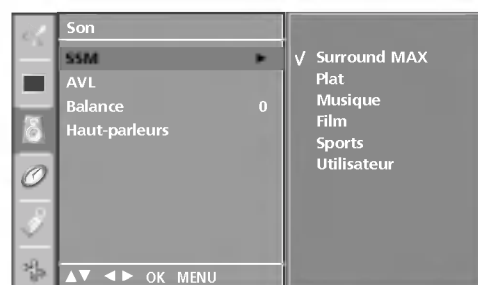 Son
SSM ►
AVL
Balance 0
Haut-parleurs
▲▼ ◄► OK MENU
√ Surround MAX
Plat
Musique
Film
Sports
Utilisateur